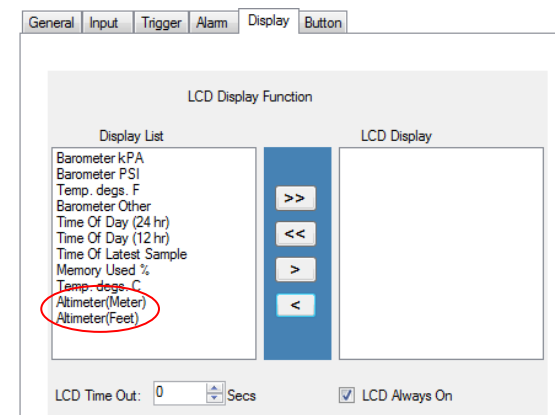 General Input Trigger Alarm Display Button
LCD Display Function
Display List LCD Display
Barometer kPA
Barometer PSI
Temp. degs. F
Barometer Other
Time Of Day (24 hr)
Time Of Day (12 hr)
Time Of Latest Sample
Memory Used %
Temp. degs. C
Altimeter(Meter)
Altimeter(Feet)
>>
<<
>
<
LCD Time Out: 0 Secs LCD Always On